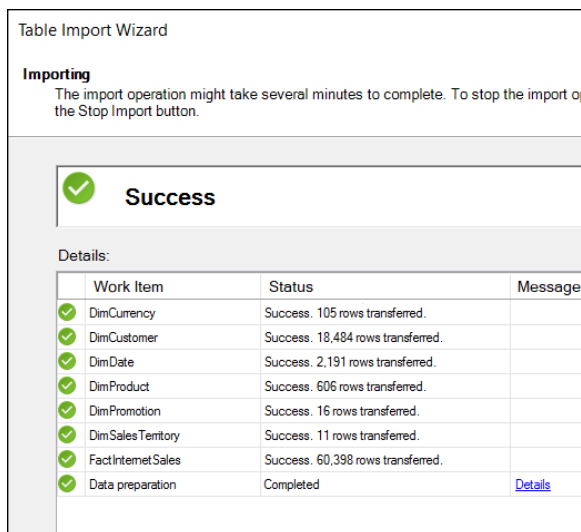 Table Import Wizard
Importing
The import operation might take several minutes to complete. To stop the import
the Stop Import button.
Success
Details:
Work Item Status Message
DimCurrency Success. 105 rows transferred.
DimCustomer Success. 18,484 rows transferred.
DimDate Success. 2,191 rows transferred.
DimProduct Success. 606 rows transferred.
DimPromotion Success. 16 rows transferred.
DimSalesTerritory Success. 11 rows transferred.
FactInternetSales Success. 60,398 rows transferred.
Data preparation Completed Details